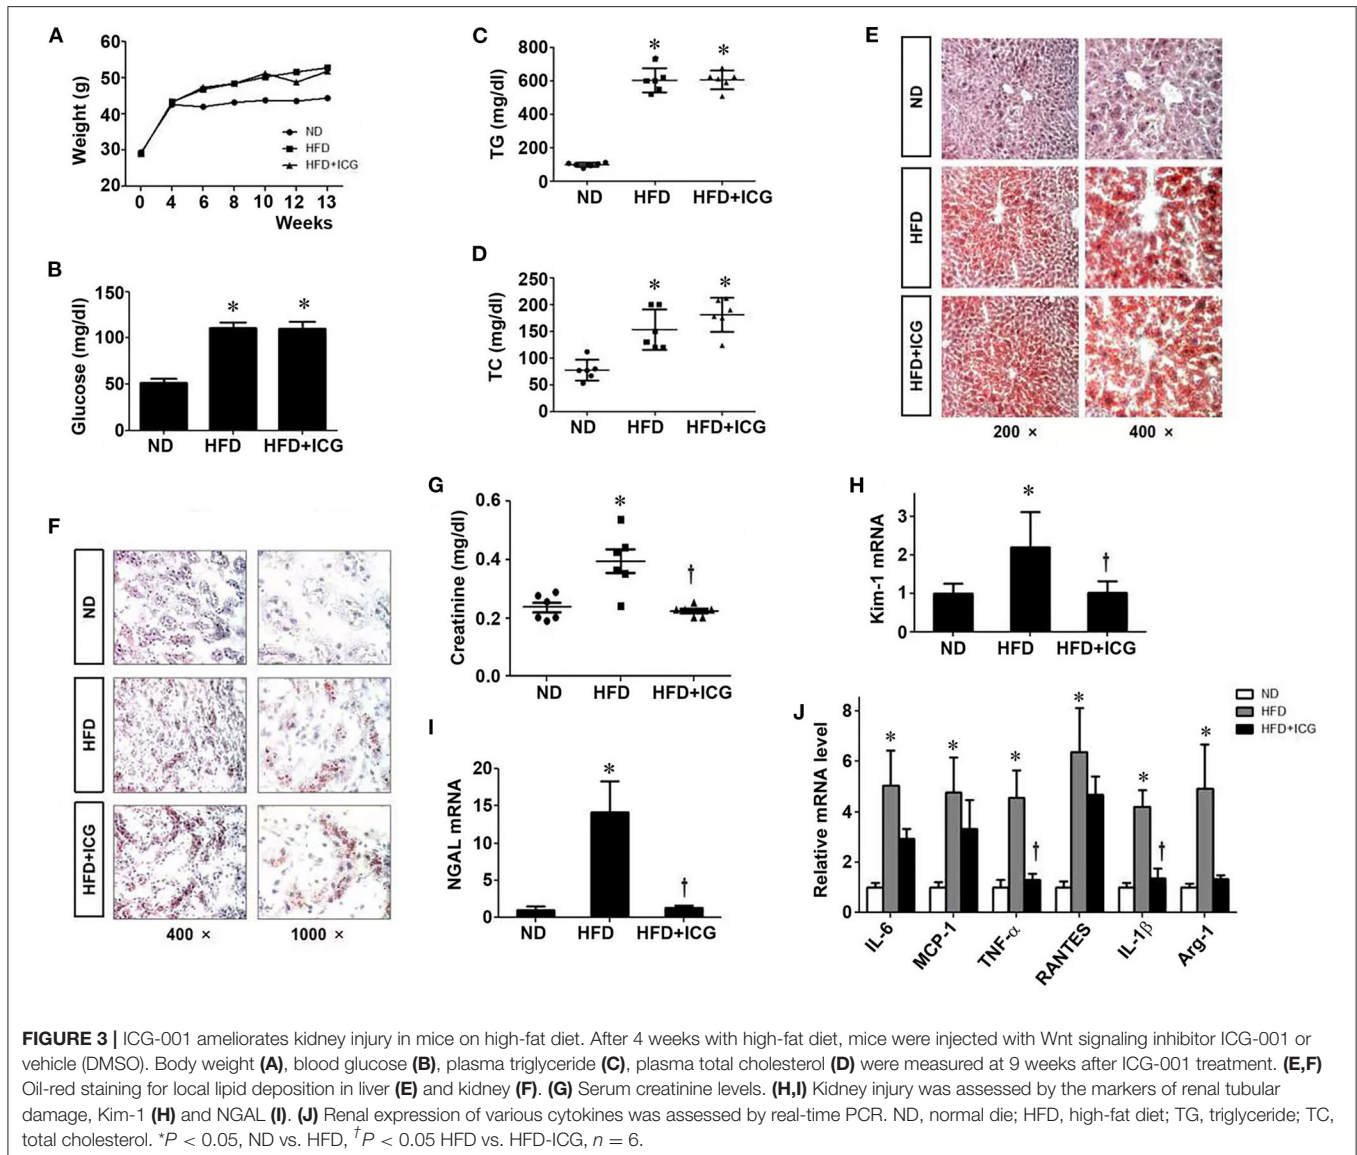 A
60
50
40
30
20
Weight (g)
ND
HFD
HFD+ICG
0 4 6 8 10 12 13
Weeks
B
150
100
50
0
Glucose (mg/dl)
* *
ND HFD HFD+ICG
C
800
600
400
200
0
TG (mg/dl)
* *
ND HFD HFD+ICG
D
250
200
150
100
50
0
TC (mg/dl)
* *
ND HFD HFD+ICG
E
ND
HFD
HFD+ICG
200 × 400 ×
F
ND
HFD
HFD+ICG
400 × 1000 ×
G
0.6
0.4
0.2
0.0
Creatinine (mg/dl)
*
†
ND HFD HFD+ICG
H
3
2
1
0
Kim-1 mRNA
*
†
ND HFD HFD+ICG
I
20
15
10
5
0
NGAL mRNA
*
†
ND HFD HFD+ICG
J
8
6
4
2
0
Relative mRNA level
ND
HFD
HFD+ICG
* * * * * *
† †
IL-6 MCP-1 TNF-α RANTES IL-1β Arg-1
FIGURE 3 | ICG-001 ameliorates kidney injury in mice on high-fat diet. After 4 weeks with high-fat diet, mice were injected with Wnt signaling inhibitor ICG-001 or
vehicle (DMSO). Body weight (A), blood glucose (B), plasma triglyceride (C), plasma total cholesterol (D) were measured at 9 weeks after ICG-001 treatment. (E,F)
Oil-red staining for local lipid deposition in liver (E) and kidney (F). (G) Serum creatinine levels. (H,I) Kidney injury was assessed by the markers of renal tubular
damage, Kim-1 (H) and NGAL (I). (J) Renal expression of various cytokines was assessed by real-time PCR. ND, normal die; HFD, high-fat diet; TG, triglyceride; TC,
total cholesterol. *P < 0.05, ND vs. HFD, †P < 0.05 HFD vs. HFD-ICG, n = 6.